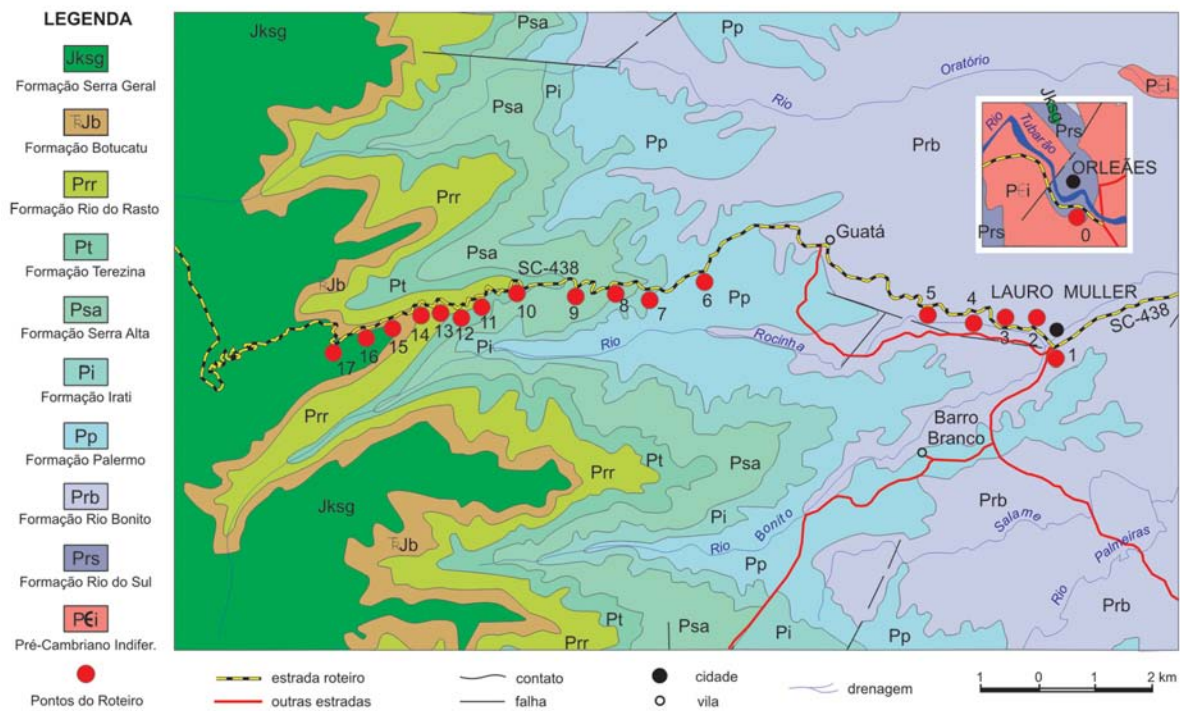 LEGENDA
Jksg
Formação Serra Geral
TRJb
Formação Botucatu
Prr
Formação Rio do Rasto
Pt
Formação Terezina
Psa
Formação Serra Alta
Pi
Formação Irati
Pp
Formação Palermo
Prb
Formação Rio Bonito
Prs
Formação Rio do Sul
PЄi
Pré-Cambriano Indifer.
Pontos do Roteiro
Jksg
Psa
Pp
Oratório
Rio
Pi
Psa
Pp
Prb
PЄi
Jksg
Prs
Rio
Tubarão
ORLEÃES
PЄi
Prs
0
Prr
Guatá
Psa
SC-438
TRJb
Pt
Pp
LAURO MULLER
SC-438
17
16
15
14
13
12
11
10
9
8
7
6
5
4
3
2
1
Pi
Rio
Rocinha
Prr
Barro
Branco
Prr
Pt
Psa
Jksg
TRJb
Pi
Rio
Bonito
Prb
Salame
Palmeiras
Rio
Pp
Prb
Pt
Prr
Psa
Pi
Pp
estrada roteiro
outras estradas
contato
falha
cidade
vila
drenagem
1 0 1 2 km